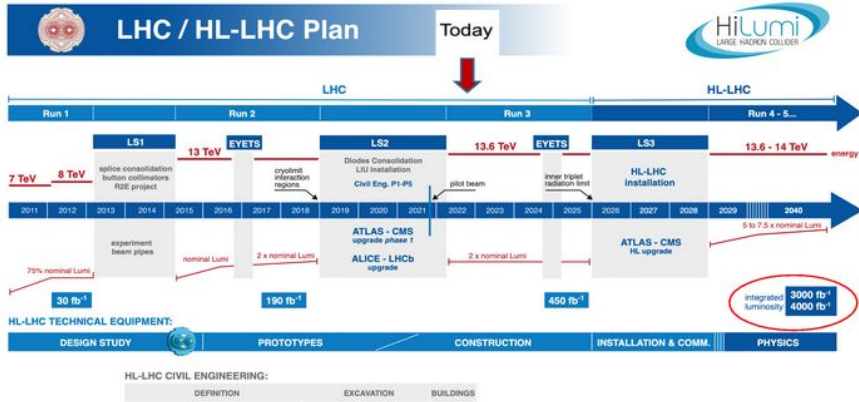 LHC / HL-LHC Plan
Today
HiLumi
LARGE HADRON COLLIDER
LHC
HL-LHC
Run 1
Run 2
Run 3
Run 4 - 5...
LS1
EYETS
LS2
EYETS
LS3
7 TeV
8 TeV
13 TeV
13.6 TeV
13.6 - 14 TeV
energy
splice consolidation
button collimators
R2E project
cryolimit
interaction
regions
Diodes Consolidation
LIU Installation
Civil Eng. P1-P5
pilot beam
inner triplet
radiation limit
HL-LHC
installation
2011 2012 2013 2014 2015 2016 2017 2018 2019 2020 2021 2022 2023 2024 2025 2026 2027 2028 2029 2040
experiment
beam pipes
75% nominal Lumi
nominal Lumi
2 x nominal Lumi
ATLAS - CMS
upgrade phase 1
ALICE - LHCb
upgrade
2 x nominal Lumi
ATLAS - CMS
HL upgrade
5 to 7.5 x nominal Lumi
30 fb⁻¹
190 fb⁻¹
450 fb⁻¹
integrated
luminosity
3000 fb⁻¹
4000 fb⁻¹
HL-LHC TECHNICAL EQUIPMENT:
DESIGN STUDY
PROTOTYPES
CONSTRUCTION
INSTALLATION & COMM.
PHYSICS
HL-LHC CIVIL ENGINEERING:
DEFINITION
EXCAVATION
BUILDINGS